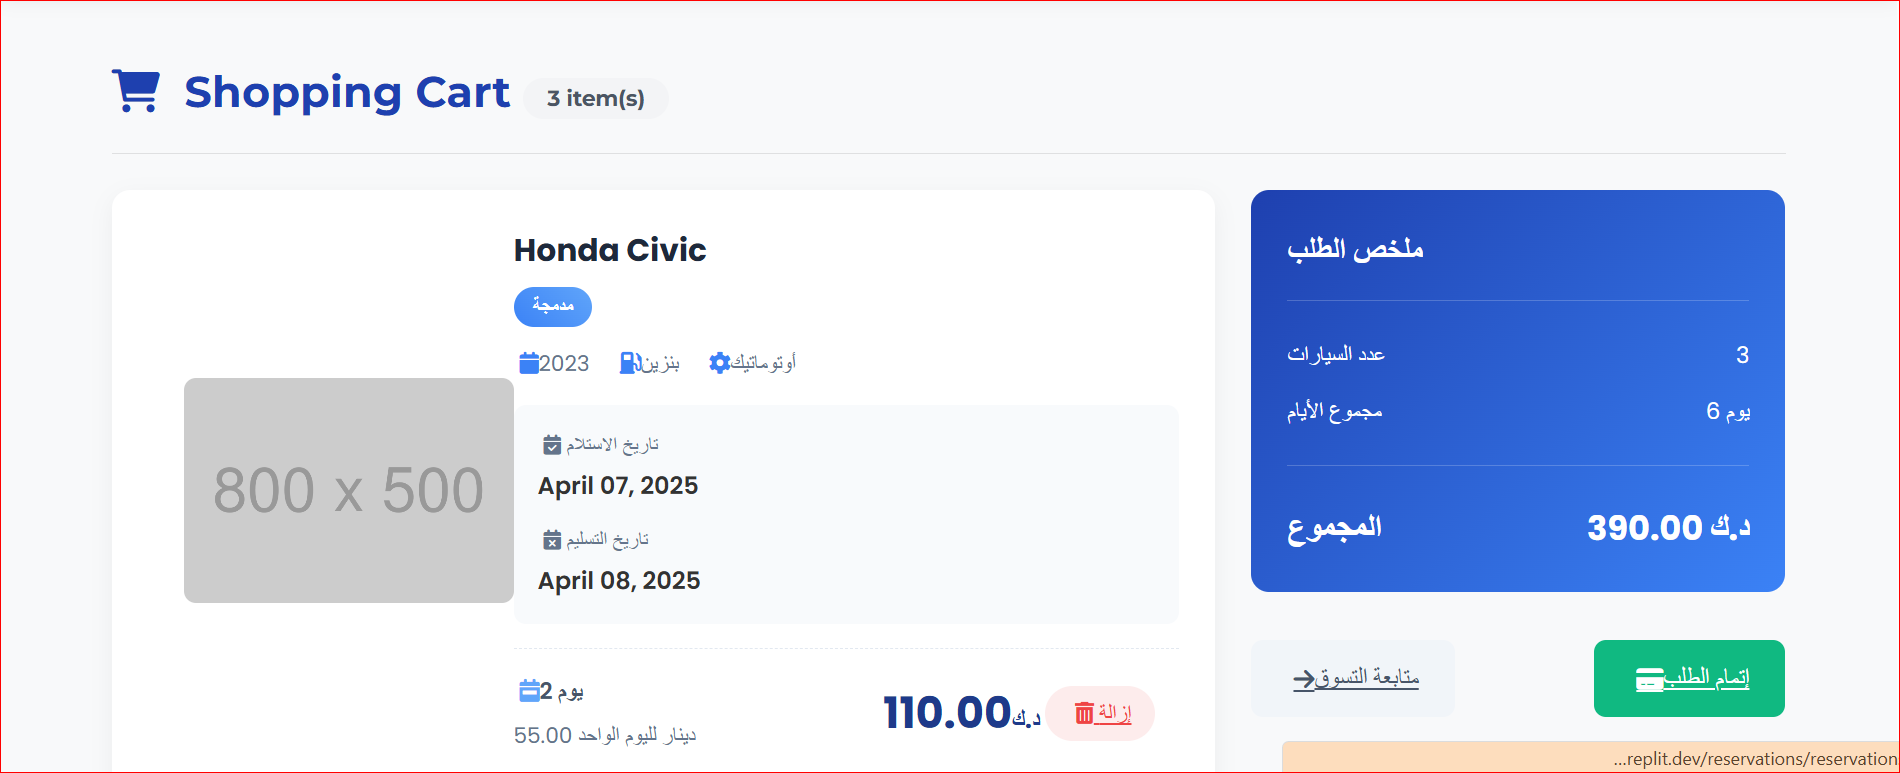 Shopping Cart 3 item(s)
Honda Civic
مدمجة
2023 بنزين أوتوماتيك
800 x 500
تاريخ الاستلام
April 07, 2025
تاريخ التسليم
April 08, 2025
2 يوم
55.00 دينار لليوم الواحد
110.00 د.ك
إزالة
ملخص الطلب
عدد السيارات 3
مجموع الأيام 6 يوم
المجموع 390.00 د.ك
متابعة التسوق
إتمام الطلب
...replit.dev/reservations/reservation